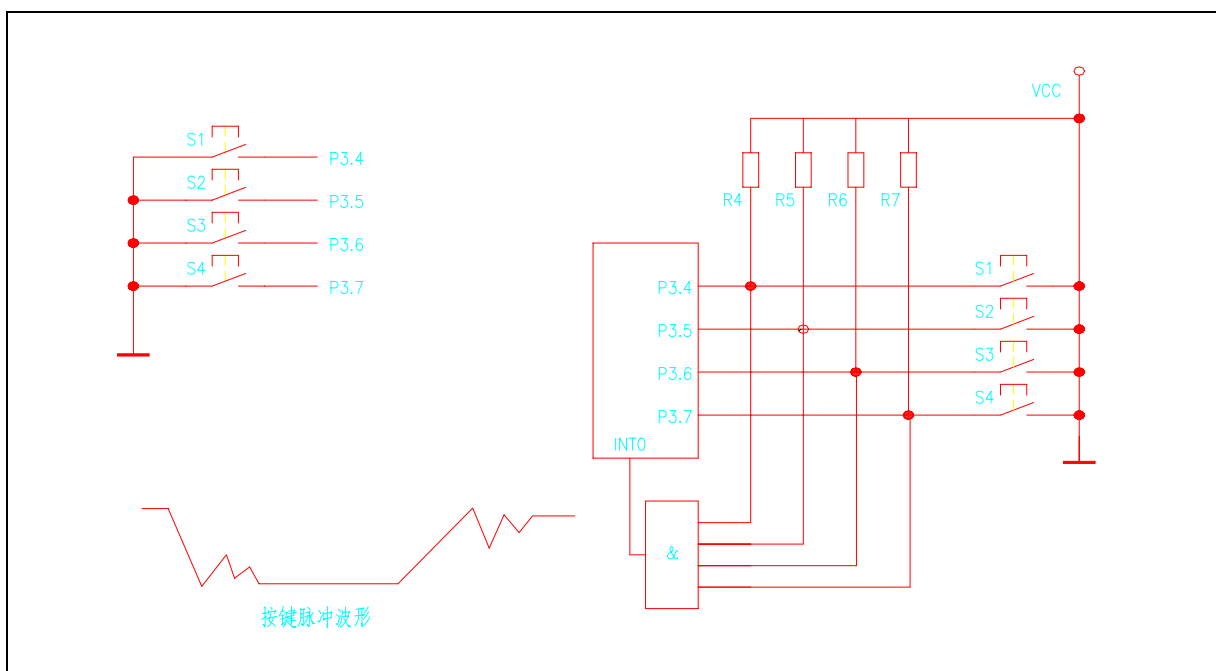 S1
P3.4
S2
P3.5
S3
P3.6
S4
P3.7
VCC
R4
R5
R6
R7
P3.4
S1
P3.5
S2
P3.6
S3
P3.7
S4
INT0
&
按键脉冲波形